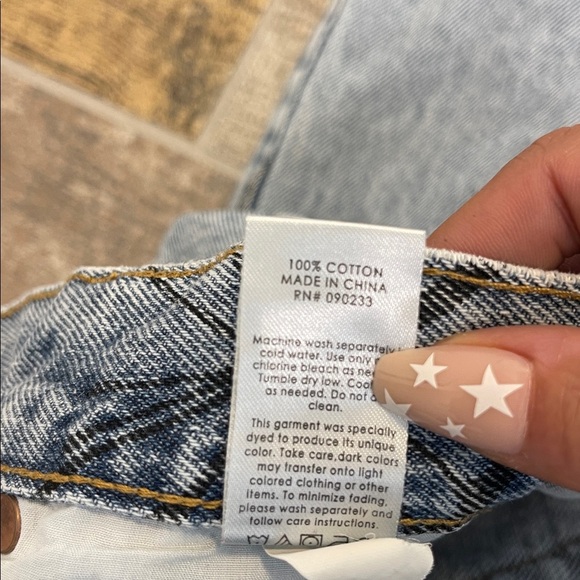 100% COTTON
MADE IN CHINA
RN# 090233
Machine wash separately
cold water. Use only
chlorine bleach as
Tumble dry low.
as needed. Do not
clean.
This garment was specially
dyed to produce its unique
color. Take care, dark colors
may transfer onto light
colored clothing or other
items. To minimize fading,
please wash separately and
follow care instructions.